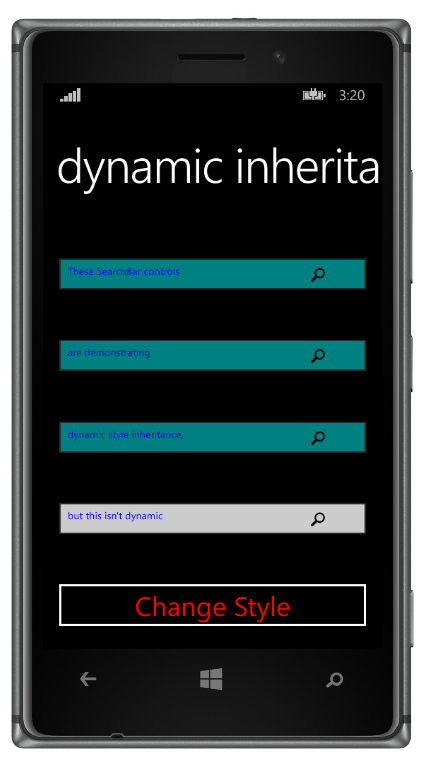 3:20
dynamic inherita
These SearchBar controls
are demonstrating
dynamic style inheritance,
but this isn't dynamic
Change Style